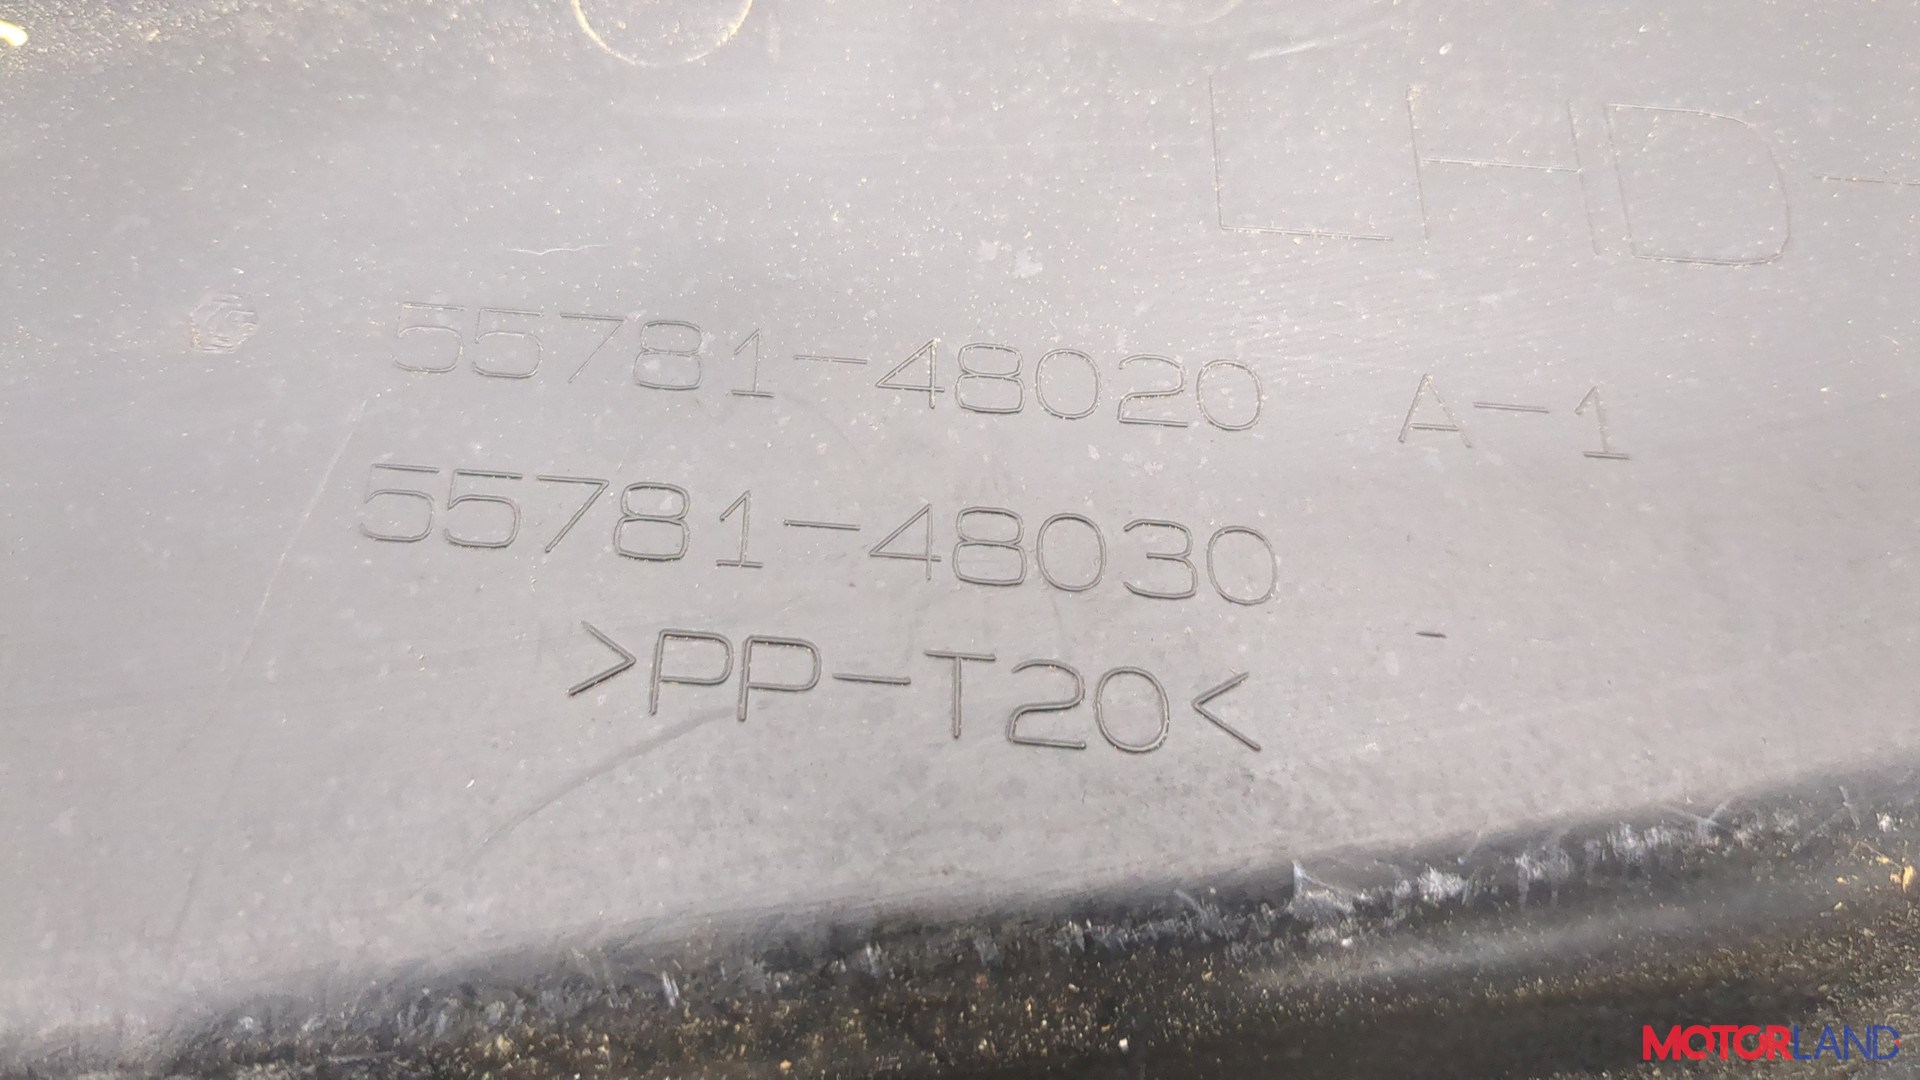 LHD-
55781-48020 A-1
55781-48030 -
>PP-T20<
MOTORLAND